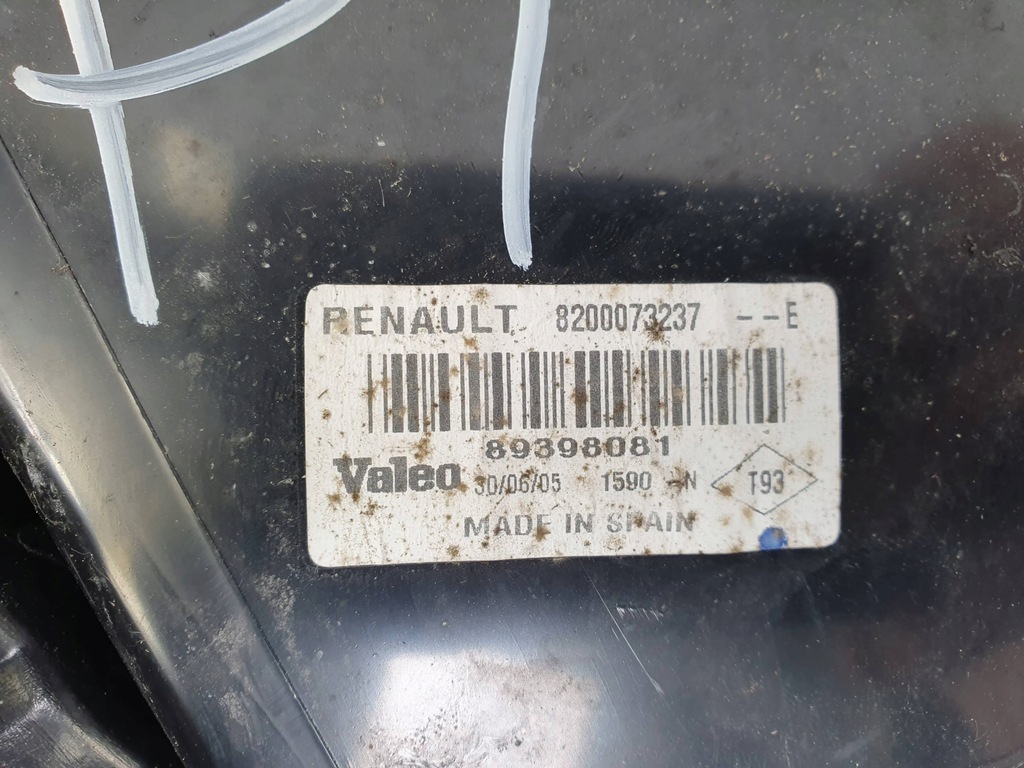 RENAULT 8200073237 --E
89398081
Valeo 30/06/05 1590 -N T93
MADE IN SPAIN